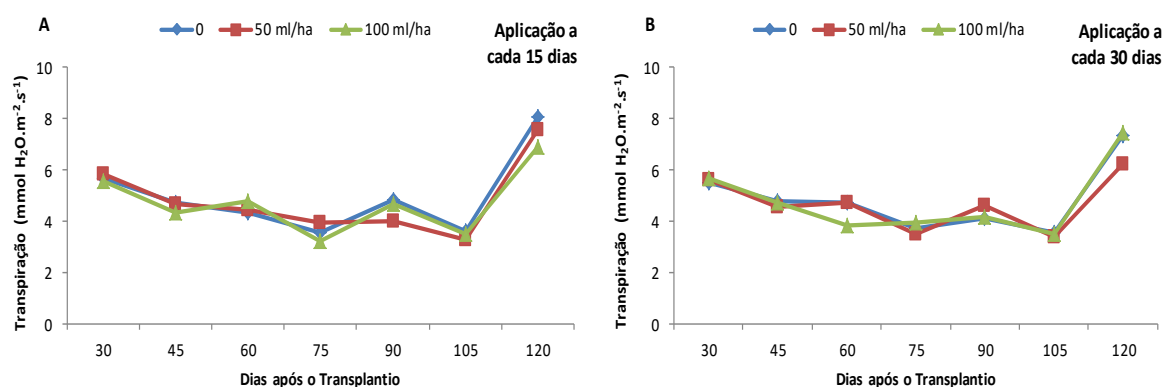 A
0 50 ml/ha 100 ml/ha
Aplicação a
cada 15 dias
Transpiração (mmol H₂O.m⁻².s⁻¹)
10
8
6
4
2
0
30 45 60 75 90 105 120
Dias após o Transplantio
B
0 50 ml/ha 100 ml/ha
Aplicação a
cada 30 dias
Transpiração (mmol H₂O.m⁻².s⁻¹)
10
8
6
4
2
0
30 45 60 75 90 105 120
Dias após o Transplantio